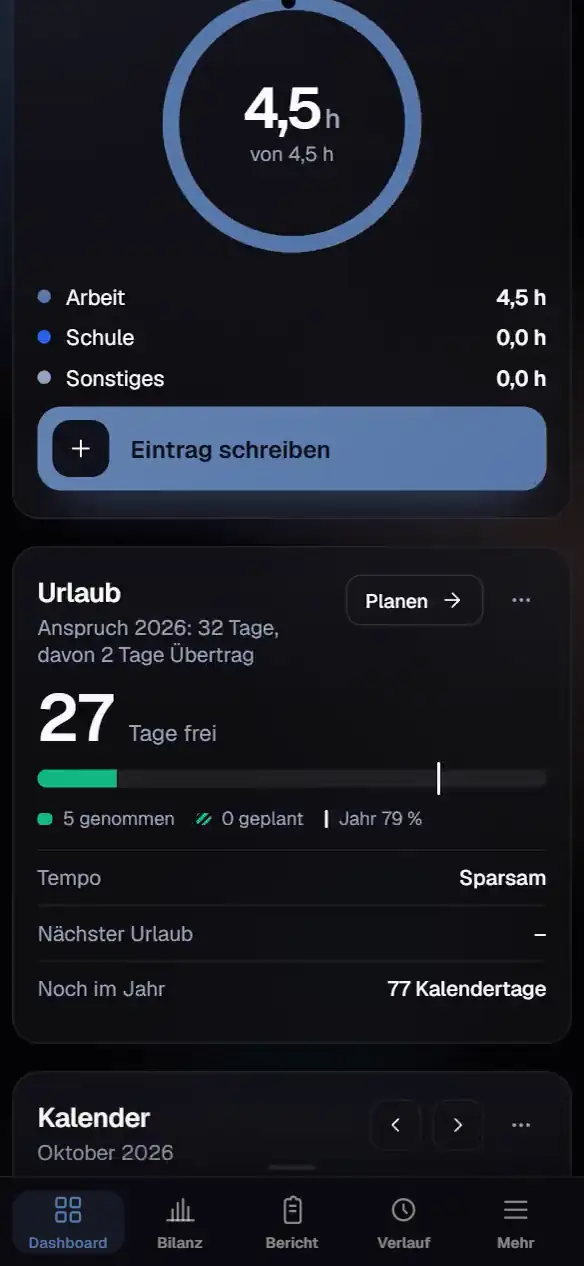 4,5 h
von 4,5 h
Arbeit 4,5 h
Schule 0,0 h
Sonstiges 0,0 h
Eintrag schreiben
Urlaub
Planen
Anspruch 2026: 32 Tage,
davon 2 Tage Übertrag
27 Tage frei
5 genommen 0 geplant Jahr 79 %
Tempo Sparsam
Nächster Urlaub –
Noch im Jahr 77 Kalendertage
Kalender
Oktober 2026
Dashboard Bilanz Bericht Verlauf Mehr